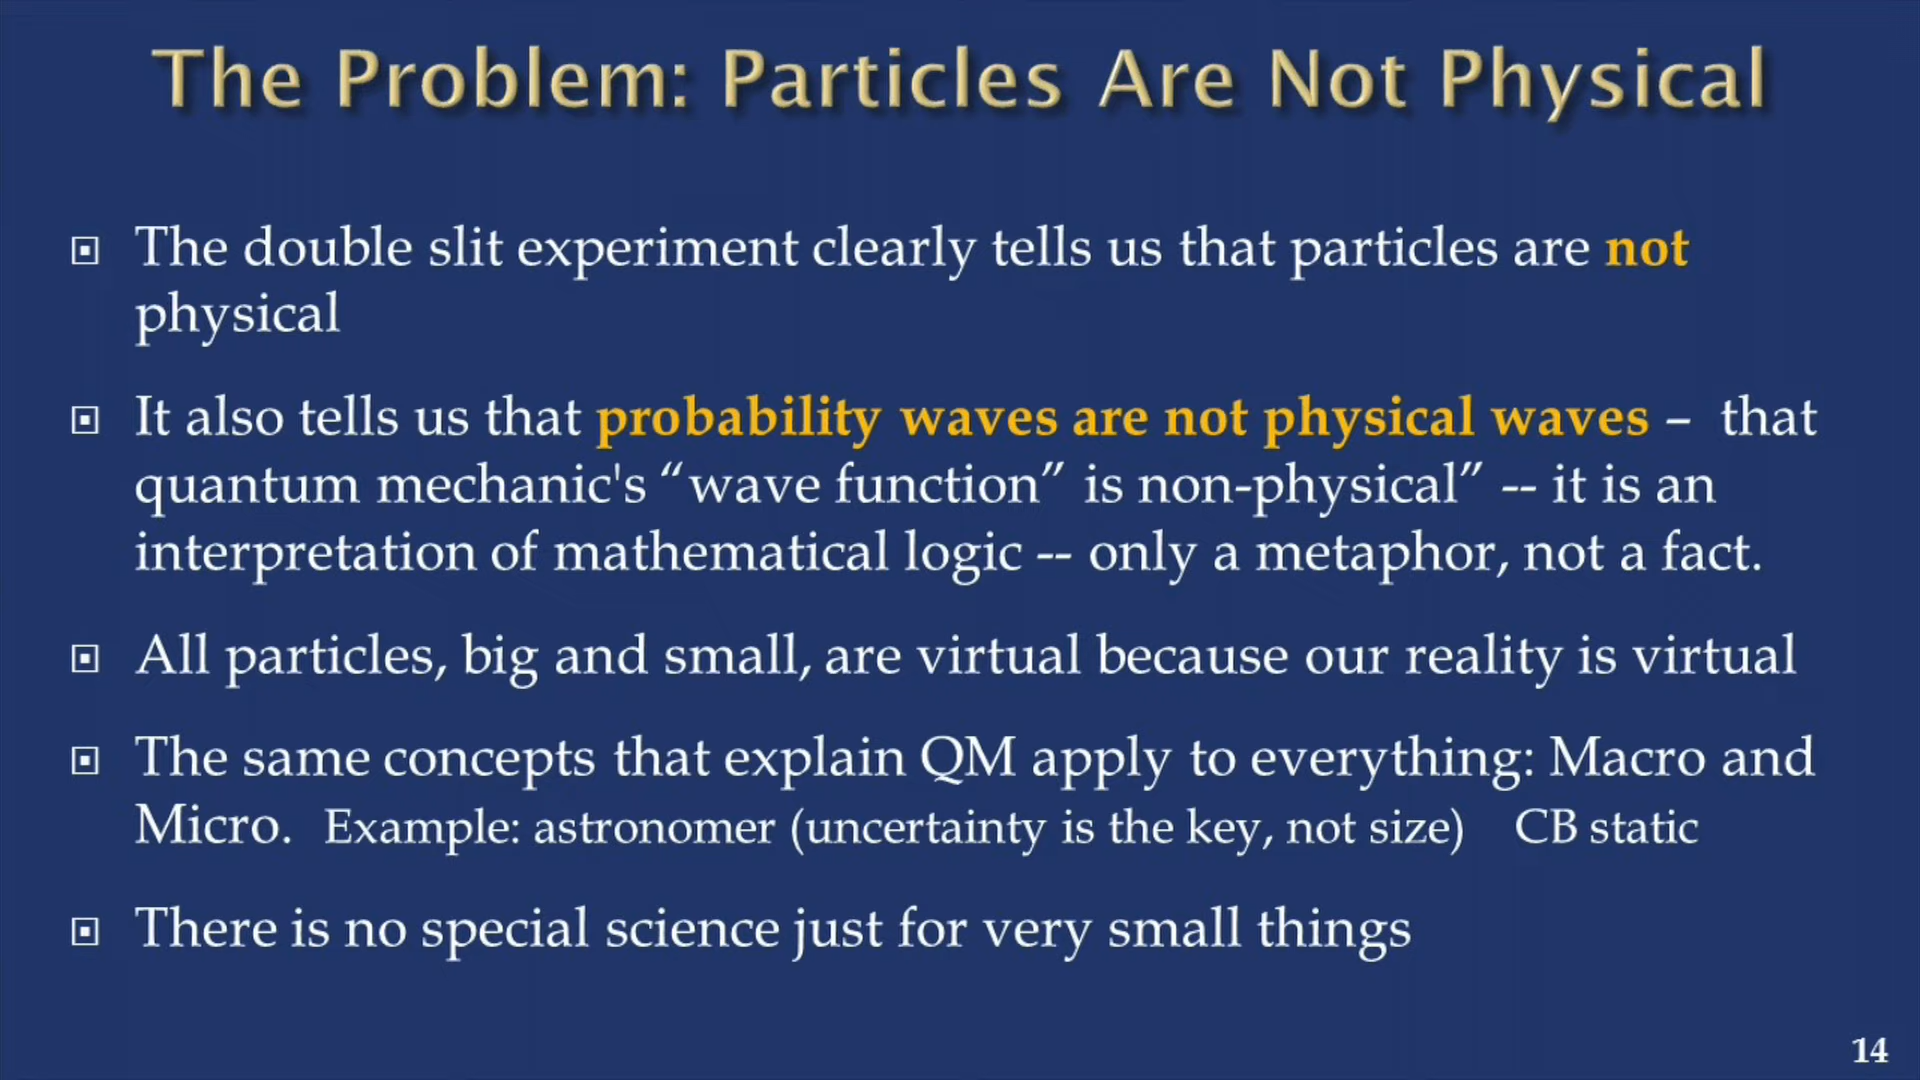 The Problem: Particles Are Not Physical
The double slit experiment clearly tells us that particles are not
physical
It also tells us that probability waves are not physical waves – that
quantum mechanic's “wave function” is non-physical” -- it is an
interpretation of mathematical logic -- only a metaphor, not a fact.
All particles, big and small, are virtual because our reality is virtual
The same concepts that explain QM apply to everything: Macro and
Micro. Example: astronomer (uncertainty is the key, not size) CB static
There is no special science just for very small things
14